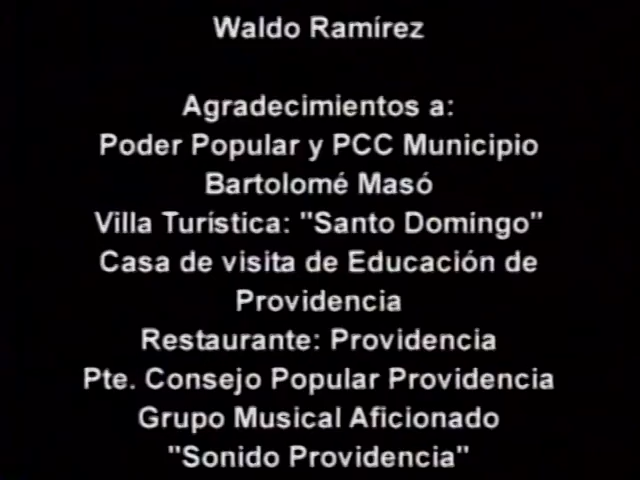 Waldo Ramírez
Agradecimientos a:
Poder Popular y PCC Municipio
Bartolomé Masó
Villa Turística: "Santo Domingo"
Casa de visita de Educación de
Providencia
Restaurante: Providencia
Pte. Consejo Popular Providencia
Grupo Musical Aficionado
"Sonido Providencia"